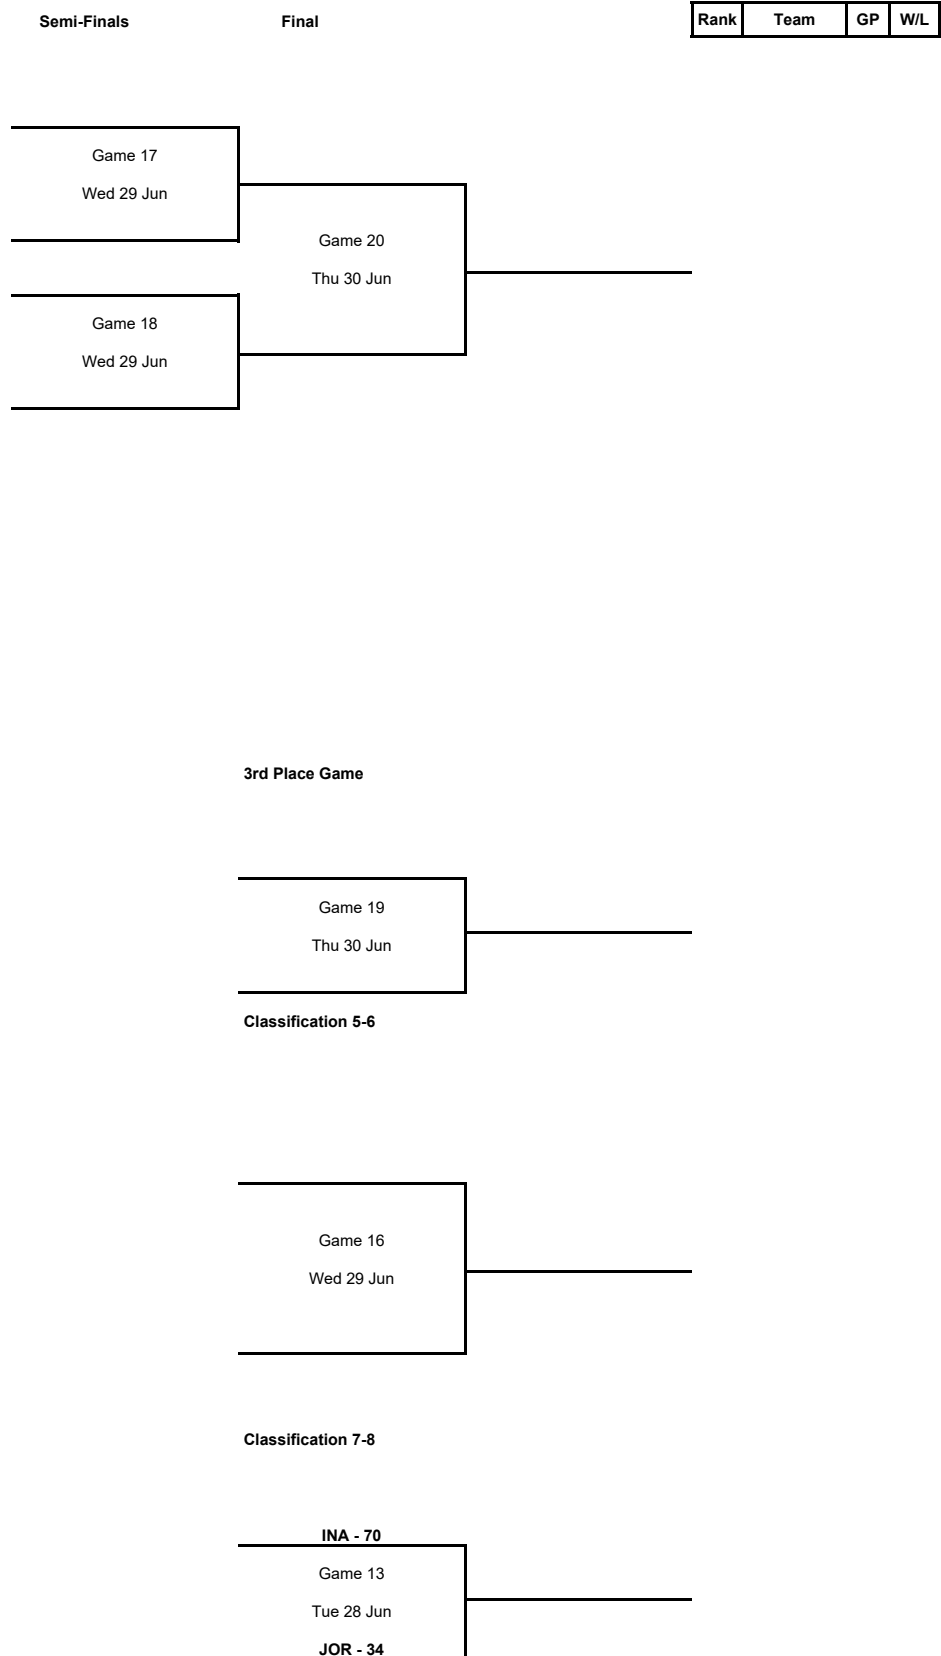 Semi-Finals Final Rank Team GP W/L
Game 17
Wed 29 Jun
Game 20
Thu 30 Jun
Game 18
Wed 29 Jun
3rd Place Game
Game 19
Thu 30 Jun
Classification 5-6
Game 16
Wed 29 Jun
Classification 7-8
INA - 70
Game 13
Tue 28 Jun
JOR - 34